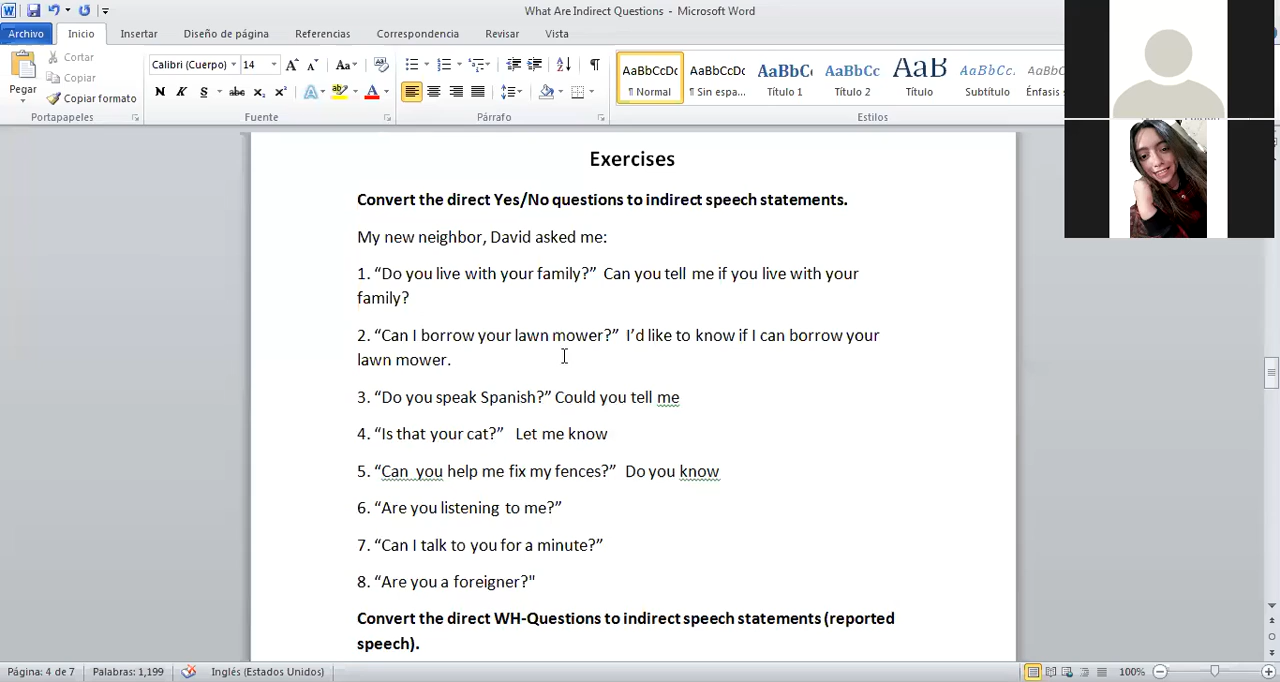 What Are Indirect Questions - Microsoft Word
Archivo Inicio Insertar Diseño de página Referencias Correspondencia Revisar Vista
Pegar
Cortar
Copiar
Copiar formato
Portapapeles
Calibri (Cuerpo) 14
Aa
N K S abc x₂ x²
A ab A
Fuente
Párrafo
AaBbCcDc AaBbCcDc AaBbC AaBbCc AaB AaBbCc. AaBbC
¶ Normal ¶ Sin espa... Título 1 Título 2 Título Subtítulo Énfasis
Estilos
Exercises
Convert the direct Yes/No questions to indirect speech statements.
My new neighbor, David asked me:
1. “Do you live with your family?” Can you tell me if you live with your
family?
2. “Can I borrow your lawn mower?” I’d like to know if I can borrow your
lawn mower.
3. “Do you speak Spanish?” Could you tell me
4. “Is that your cat?” Let me know
5. “Can you help me fix my fences?” Do you know
6. “Are you listening to me?”
7. “Can I talk to you for a minute?”
8. “Are you a foreigner?"
Convert the direct WH-Questions to indirect speech statements (reported
speech).
Página: 4 de 7 Palabras: 1,199 Inglés (Estados Unidos) 100%